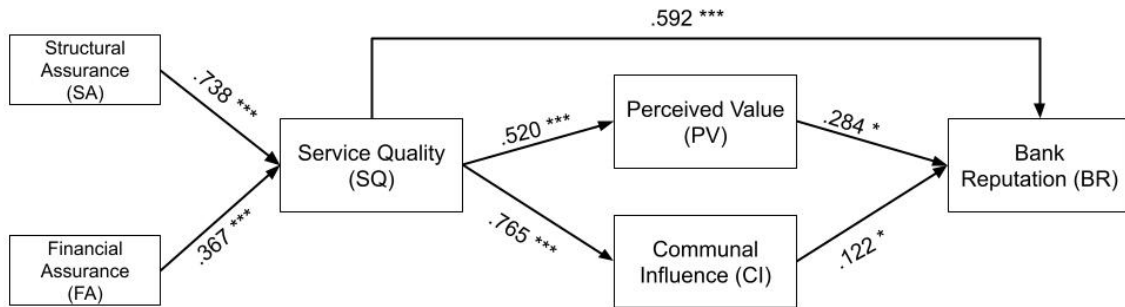 .592 ***
Structural
Assurance
(SA)
.738 ***
Service Quality
(SQ)
.520 ***
Perceived Value
(PV)
.284 *
Bank
Reputation (BR)
Financial
Assurance
(FA)
.367 ***
.765 ***
Communal
Influence (CI)
.122 *